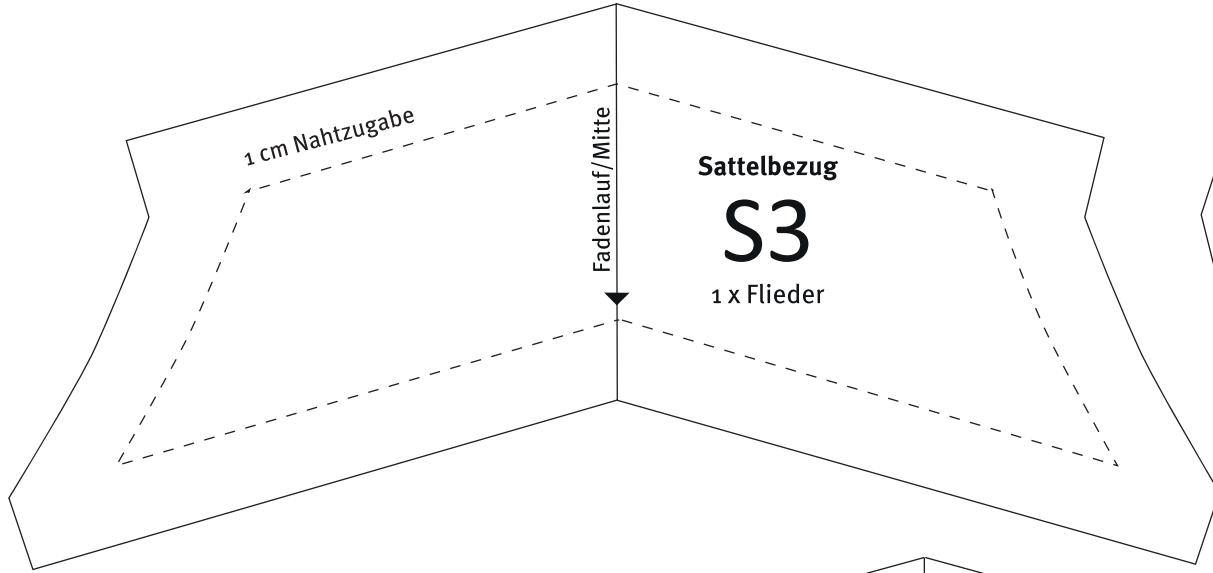 1 cm Nahtzugabe
Fadenlauf/Mitte
Sattelbezug
S3
1 x Flieder